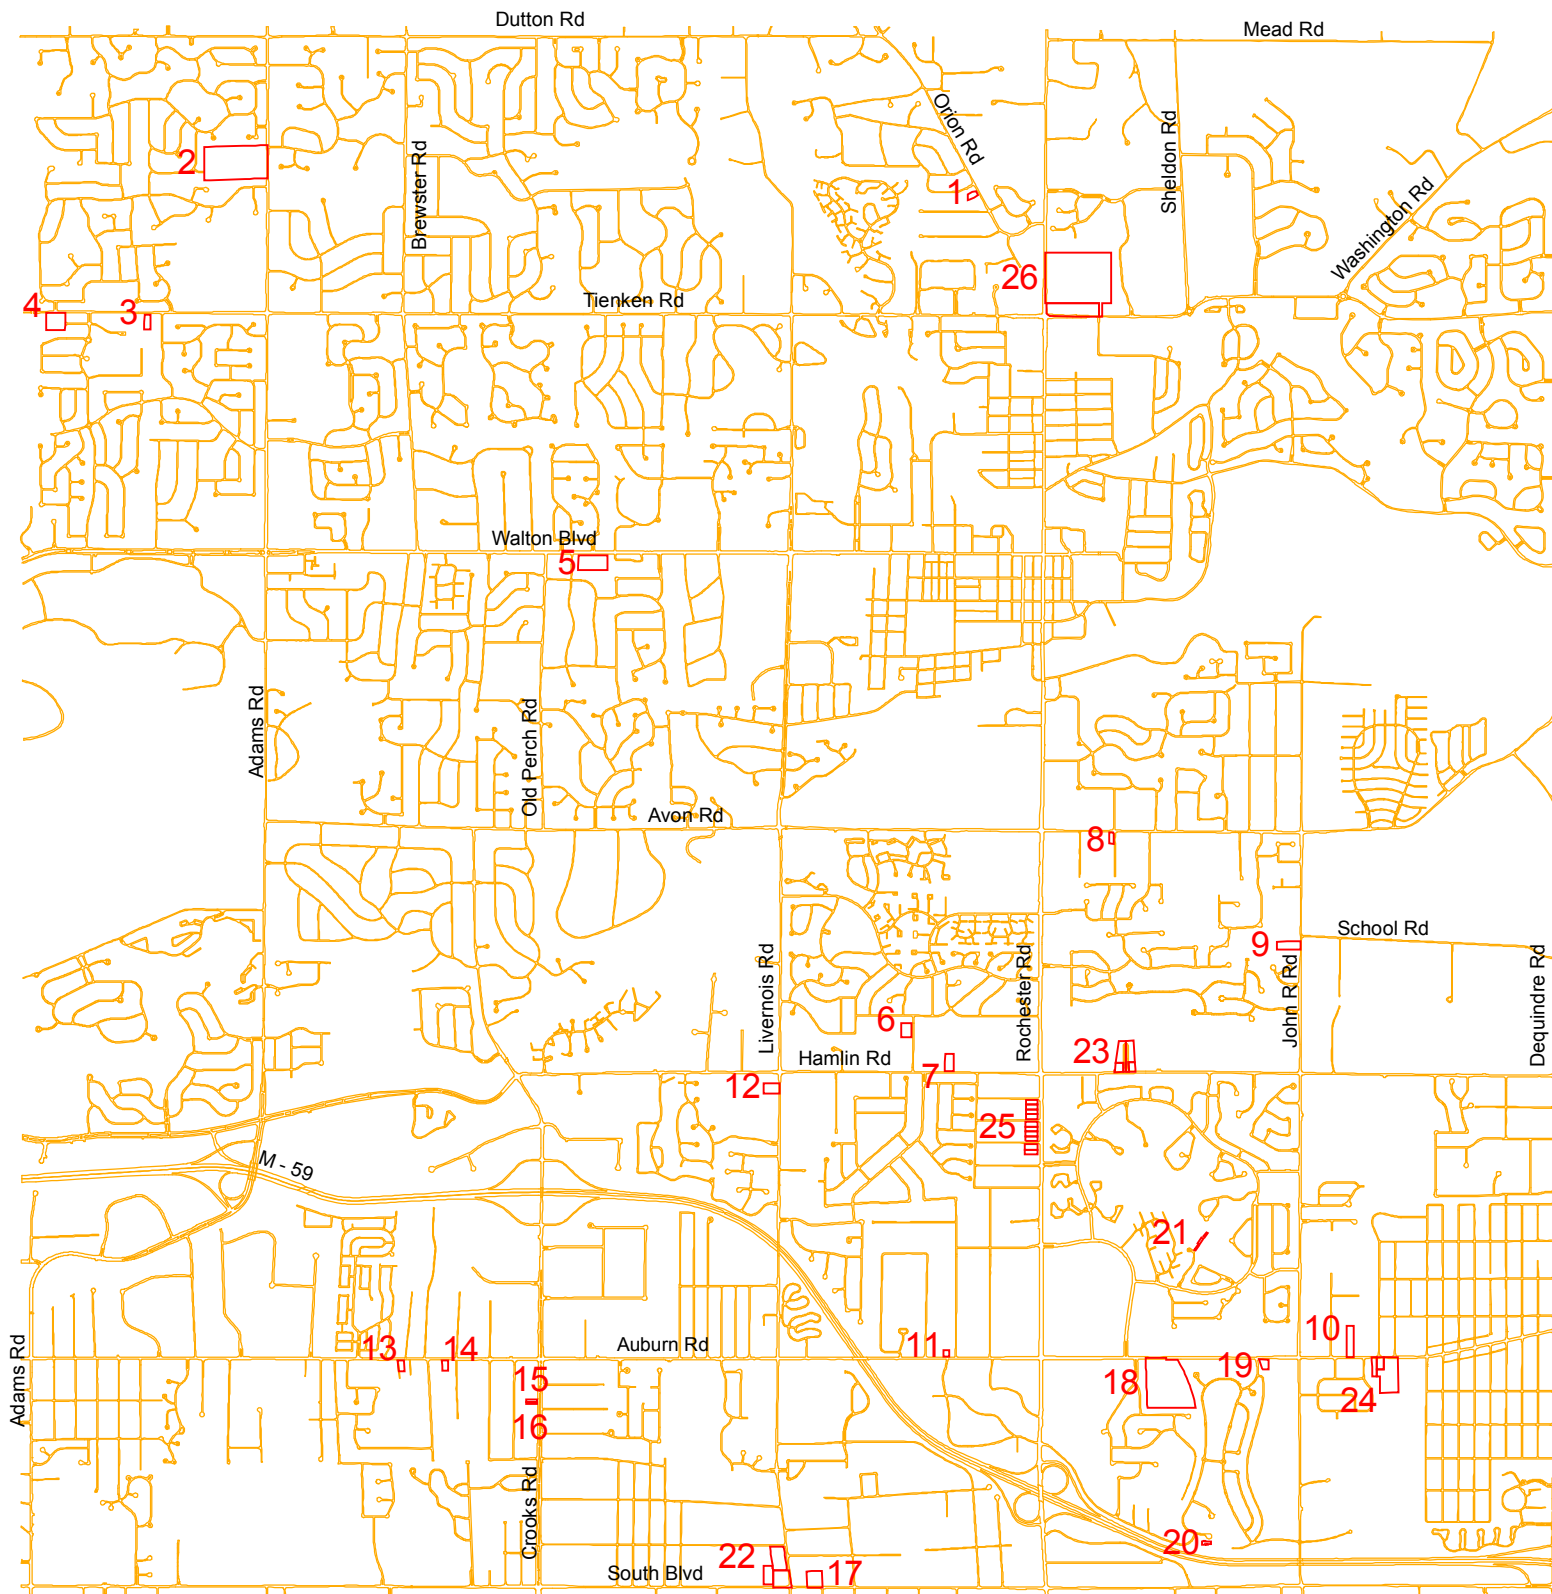 Dutton Rd
Mead Rd
Orion Rd
Sheldon Rd
Brewster Rd
2
1
Washington Rd
26
4
3
Tienken Rd
Walton Blvd
5
Adams Rd
Old Perch Rd
Avon Rd
8
School Rd
9
Livernois Rd
Rochester Rd
John R Rd
Dequindre Rd
6
Hamlin Rd
7
23
12
25
M - 59
21
10
11
Auburn Rd
13
14
Adams Rd
15
16
18
19
24
Crooks Rd
20
22
South Blvd
17